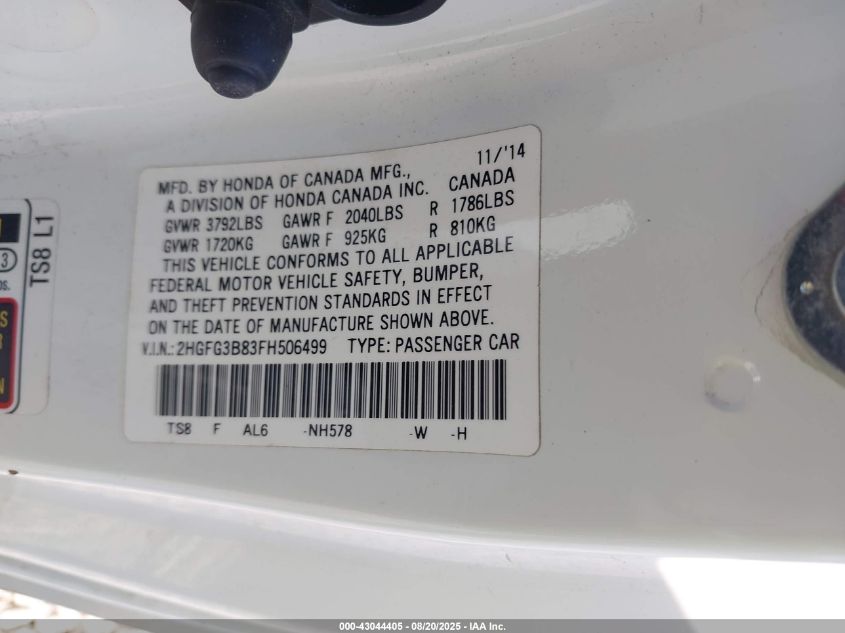 11/'14
MFD. BY HONDA OF CANADA MFG.,
A DIVISION OF HONDA CANADA INC. CANADA
GVWR 3792LBS GAWR F 2040LBS R 1786LBS
GVWR 1720KG GAWR F 925KG R 810KG
THIS VEHICLE CONFORMS TO ALL APPLICABLE
FEDERAL MOTOR VEHICLE SAFETY, BUMPER,
AND THEFT PREVENTION STANDARDS IN EFFECT
ON THE DATE OF MANUFACTURE SHOWN ABOVE.
V.I.N.: 2HGFG3B83FH506499 TYPE: PASSENGER CAR
TS8 F AL6 -NH578 -W -H
TS8 L1
000-43044405 - 08/20/2025 - IAA Inc.